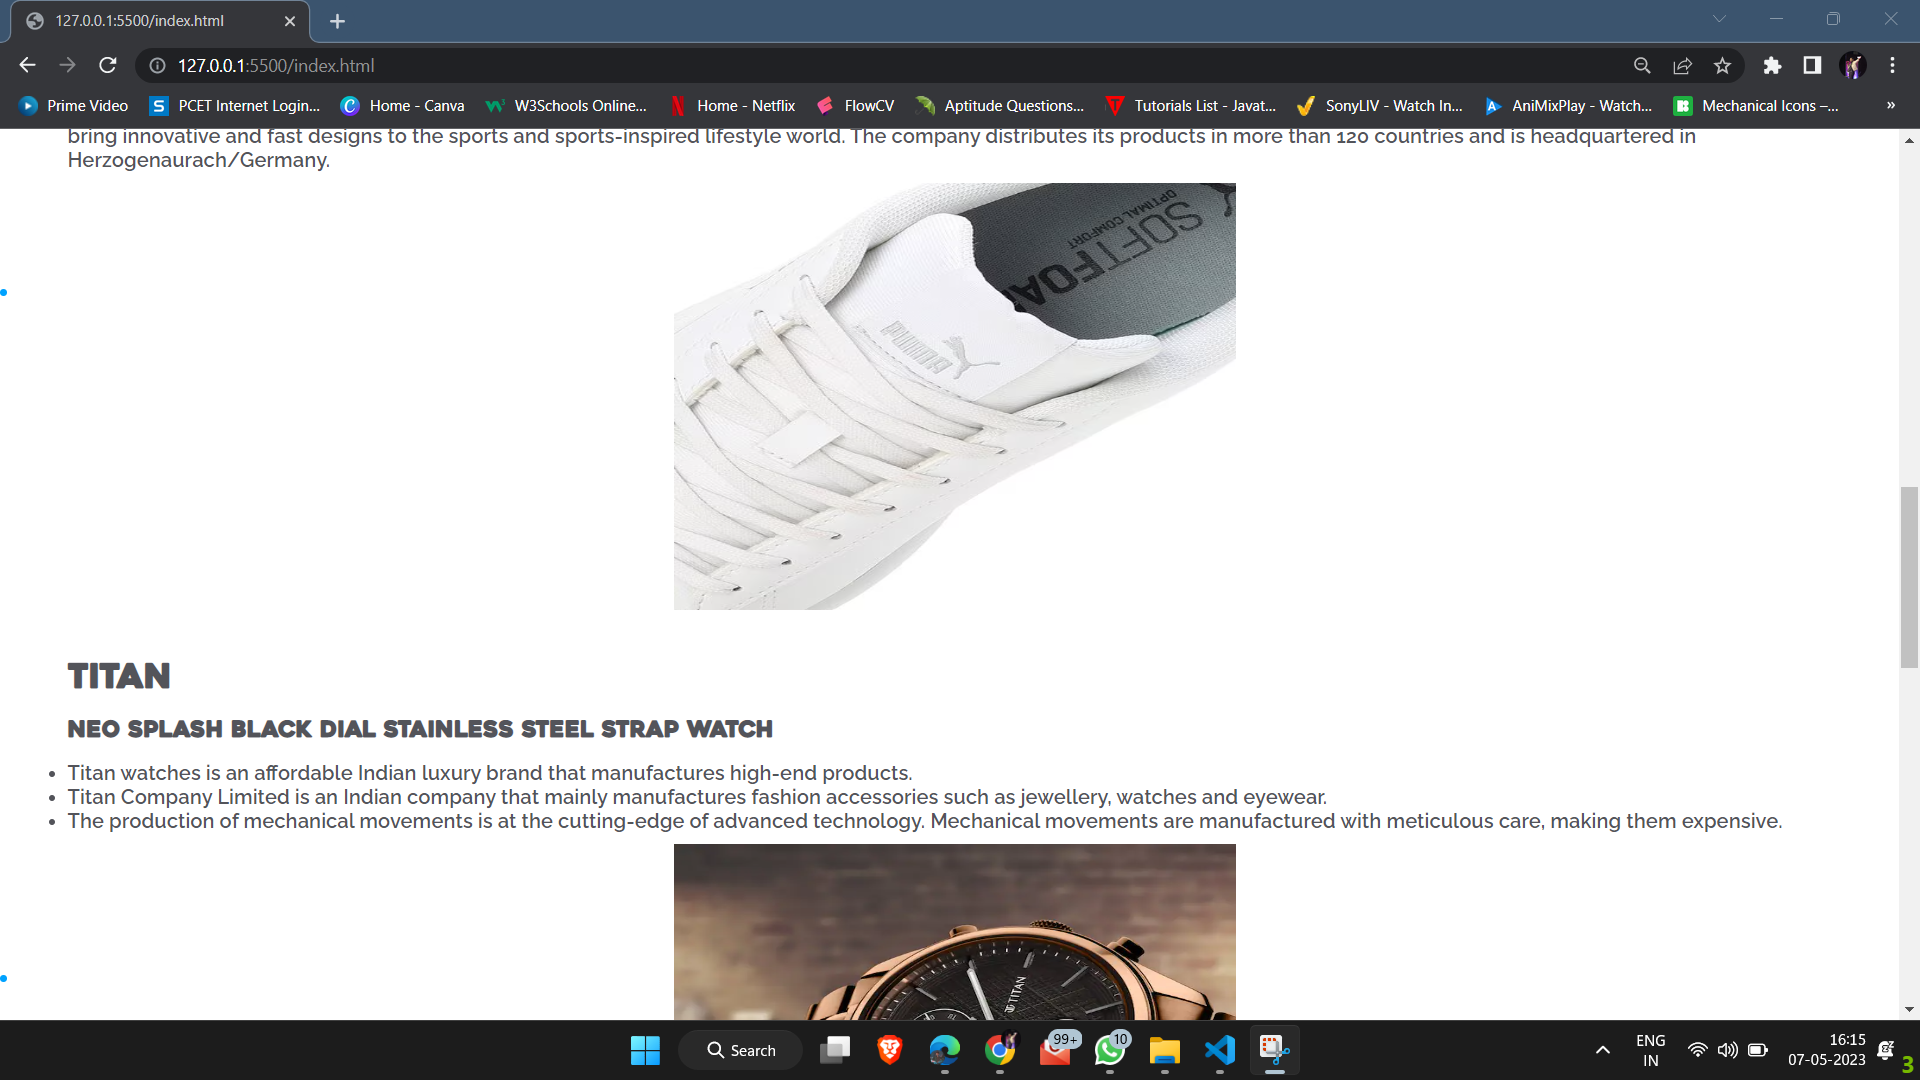 127.0.0.1:5500/index.html
127.0.0.1:5500/index.html
Prime Video
S PCET Internet Login...
Home - Canva
W3Schools Online...
Home - Netflix
FlowCV
Aptitude Questions...
Tutorials List - Javat...
SonyLIV - Watch In...
AniMixPlay - Watch...
Mechanical Icons –...
»
bring innovative and fast designs to the sports and sports-inspired lifestyle world. The company distributes its products in more than 120 countries and is headquartered in
Herzogenaurach/Germany.
OPTIMAL COMFORT
SOFTFOA
PUMA
TITAN
NEO SPLASH BLACK DIAL STAINLESS STEEL STRAP WATCH
• Titan watches is an affordable Indian luxury brand that manufactures high-end products.
• Titan Company Limited is an Indian company that mainly manufactures fashion accessories such as jewellery, watches and eyewear.
• The production of mechanical movements is at the cutting-edge of advanced technology. Mechanical movements are manufactured with meticulous care, making them expensive.
TITAN
Search
99+
10
ENG
IN
16:15
07-05-2023
3